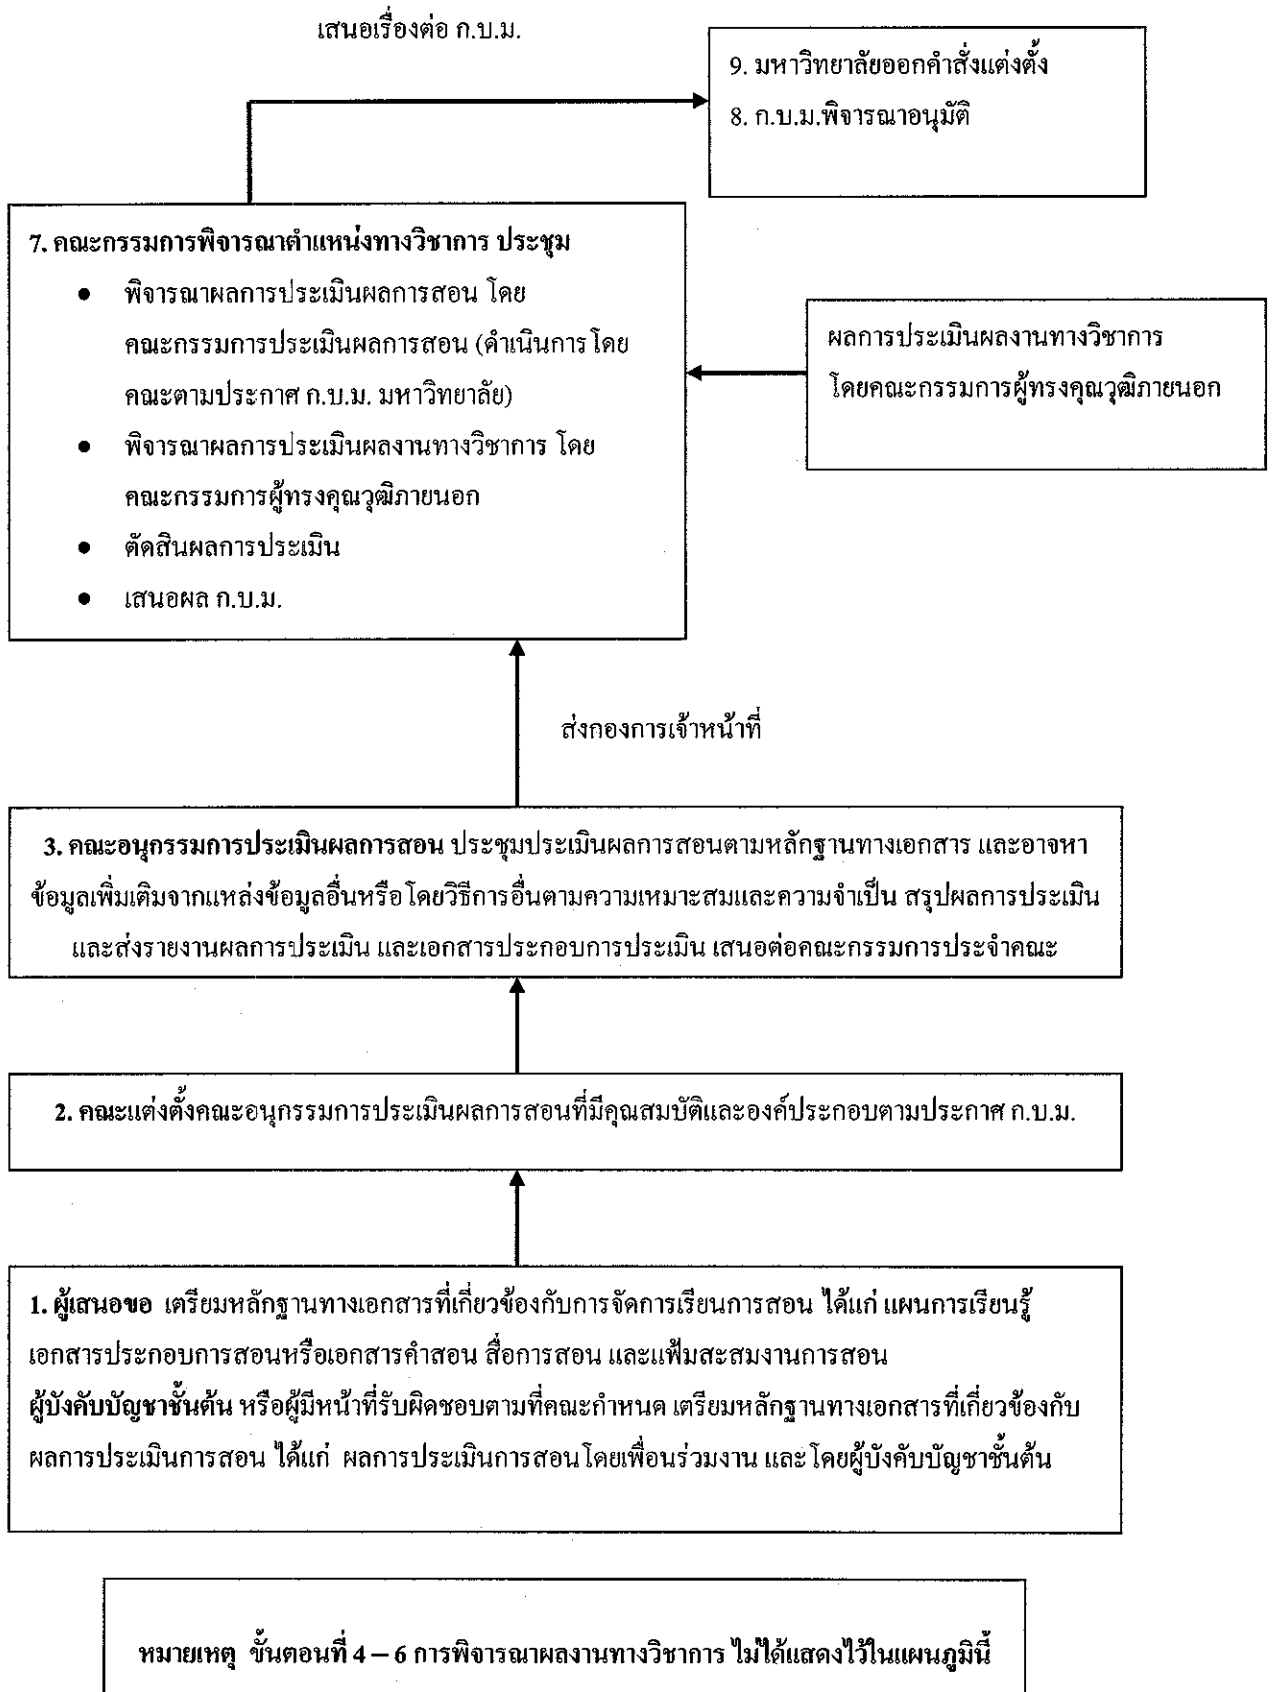 เสนอเรื่องต่อ ก.บ.ม.
9. มหาวิทยาลัยออกคำสั่งแต่งตั้ง
8. ก.บ.ม.พิจารณาอนุมัติ
7. คณะกรรมการพิจารณาตำแหน่งทางวิชาการ ประชุม
● พิจารณาผลการประเมินผลการสอน โดย
คณะกรรมการประเมินผลการสอน (ดำเนินการโดย
คณะตามประกาศ ก.บ.ม. มหาวิทยาลัย)
● พิจารณาผลการประเมินผลงานทางวิชาการ โดย
คณะกรรมการผู้ทรงคุณวุฒิภายนอก
● ตัดสินผลการประเมิน
● เสนอผล ก.บ.ม.
ผลการประเมินผลงานทางวิชาการ
โดยคณะกรรมการผู้ทรงคุณวุฒิภายนอก
ส่งกองการเจ้าหน้าที่
3. คณะอนุกรรมการประเมินผลการสอน ประชุมประเมินผลการสอนตามหลักฐานทางเอกสาร และอาจหา
ข้อมูลเพิ่มเติมจากแหล่งข้อมูลอื่นหรือโดยวิธีการอื่นตามความเหมาะสมและความจำเป็น สรุปผลการประเมิน
และส่งรายงานผลการประเมิน และเอกสารประกอบการประเมิน เสนอต่อคณะกรรมการประจำคณะ
2. คณะแต่งตั้งคณะอนุกรรมการประเมินผลการสอนที่มีคุณสมบัติและองค์ประกอบตามประกาศ ก.บ.ม.
1. ผู้เสนอขอ เตรียมหลักฐานทางเอกสารที่เกี่ยวข้องกับการจัดการเรียนการสอน ได้แก่ แผนการเรียนรู้
เอกสารประกอบการสอนหรือเอกสารคำสอน สื่อการสอน และแฟ้มสะสมงานการสอน
ผู้บังคับบัญชาชั้นต้น หรือผู้มีหน้าที่รับผิดชอบตามที่คณะกำหนด เตรียมหลักฐานทางเอกสารที่เกี่ยวข้องกับ
ผลการประเมินการสอน ได้แก่ ผลการประเมินการสอนโดยเพื่อนร่วมงาน และโดยผู้บังคับบัญชาชั้นต้น
หมายเหตุ ขั้นตอนที่ 4 – 6 การพิจารณาผลงานทางวิชาการ ไม่ได้แสดงไว้ในแผนภูมินี้